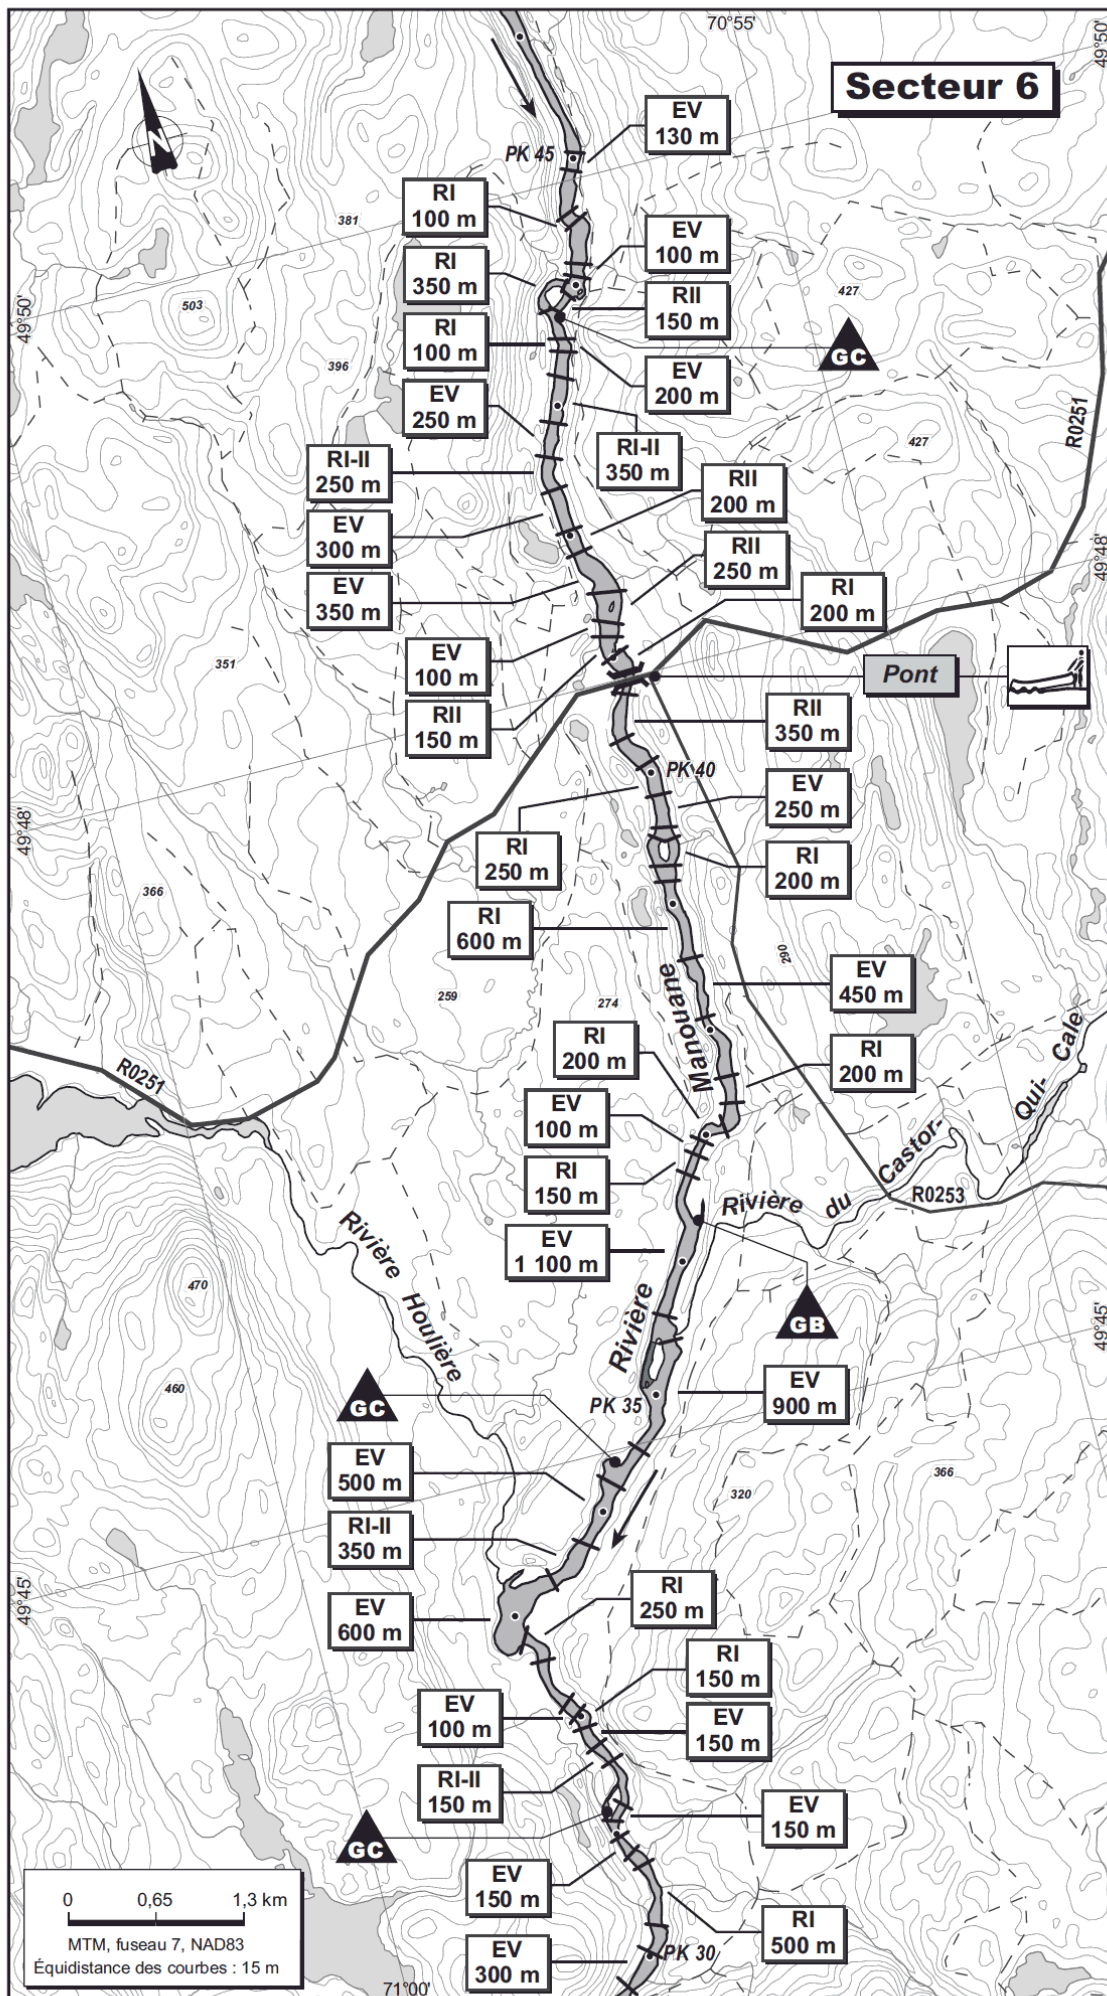 70°55'
49°50'
Secteur 6
EV
130 m
PK 45
N
RI
100 m
381
EV
100 m
RI
350 m
427
RII
150 m
503
49°50'
RI
100 m
GC
396
EV
200 m
EV
250 m
R0251
427
RI-II
350 m
RI-II
250 m
RII
200 m
EV
300 m
RII
250 m
49°48'
EV
350 m
RI
200 m
351
EV
100 m
Pont
RII
150 m
RII
350 m
PK 40
EV
250 m
49°48'
RI
250 m
RI
200 m
366
RI
600 m
290
EV
450 m
259
274
Manouane
RI
200 m
RI
200 m
R0251
Qui- Cale
EV
100 m
Castor-
RI
150 m
R0253
Rivière du
Rivière Houlière
EV
1 100 m
470
Rivière
GB
49°45'
460
GC
EV
900 m
PK 35
EV
500 m
366
320
RI-II
350 m
49°45'
RI
250 m
EV
600 m
RI
150 m
EV
100 m
EV
150 m
RI-II
150 m
EV
150 m
GC
EV
150 m
0 0,65 1,3 km
RI
500 m
MTM, fuseau 7, NAD83
EV
300 m
PK 30
Équidistance des courbes : 15 m
71°00'